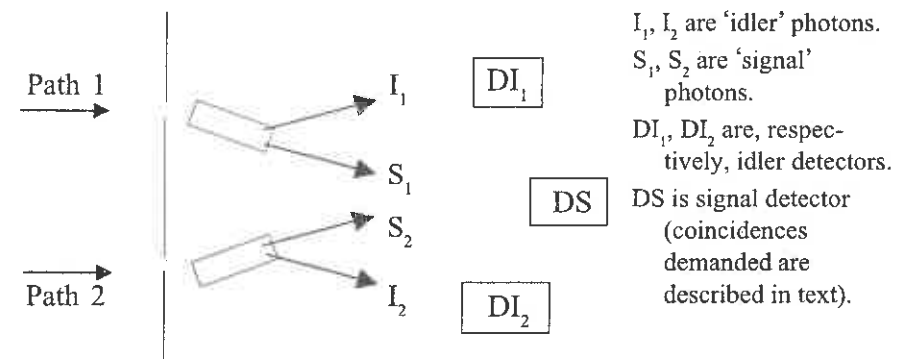 Path 1
Path 2
I₁
S₁
S₂
I₂
DI₁
DS
DI₂
I₁, I₂ are ‘idler’ photons.
S₁, S₂ are ‘signal’
photons.
DI₁, DI₂ are, respec-
tively, idler detectors.
DS is signal detector
(coincidences
demanded are
described in text).